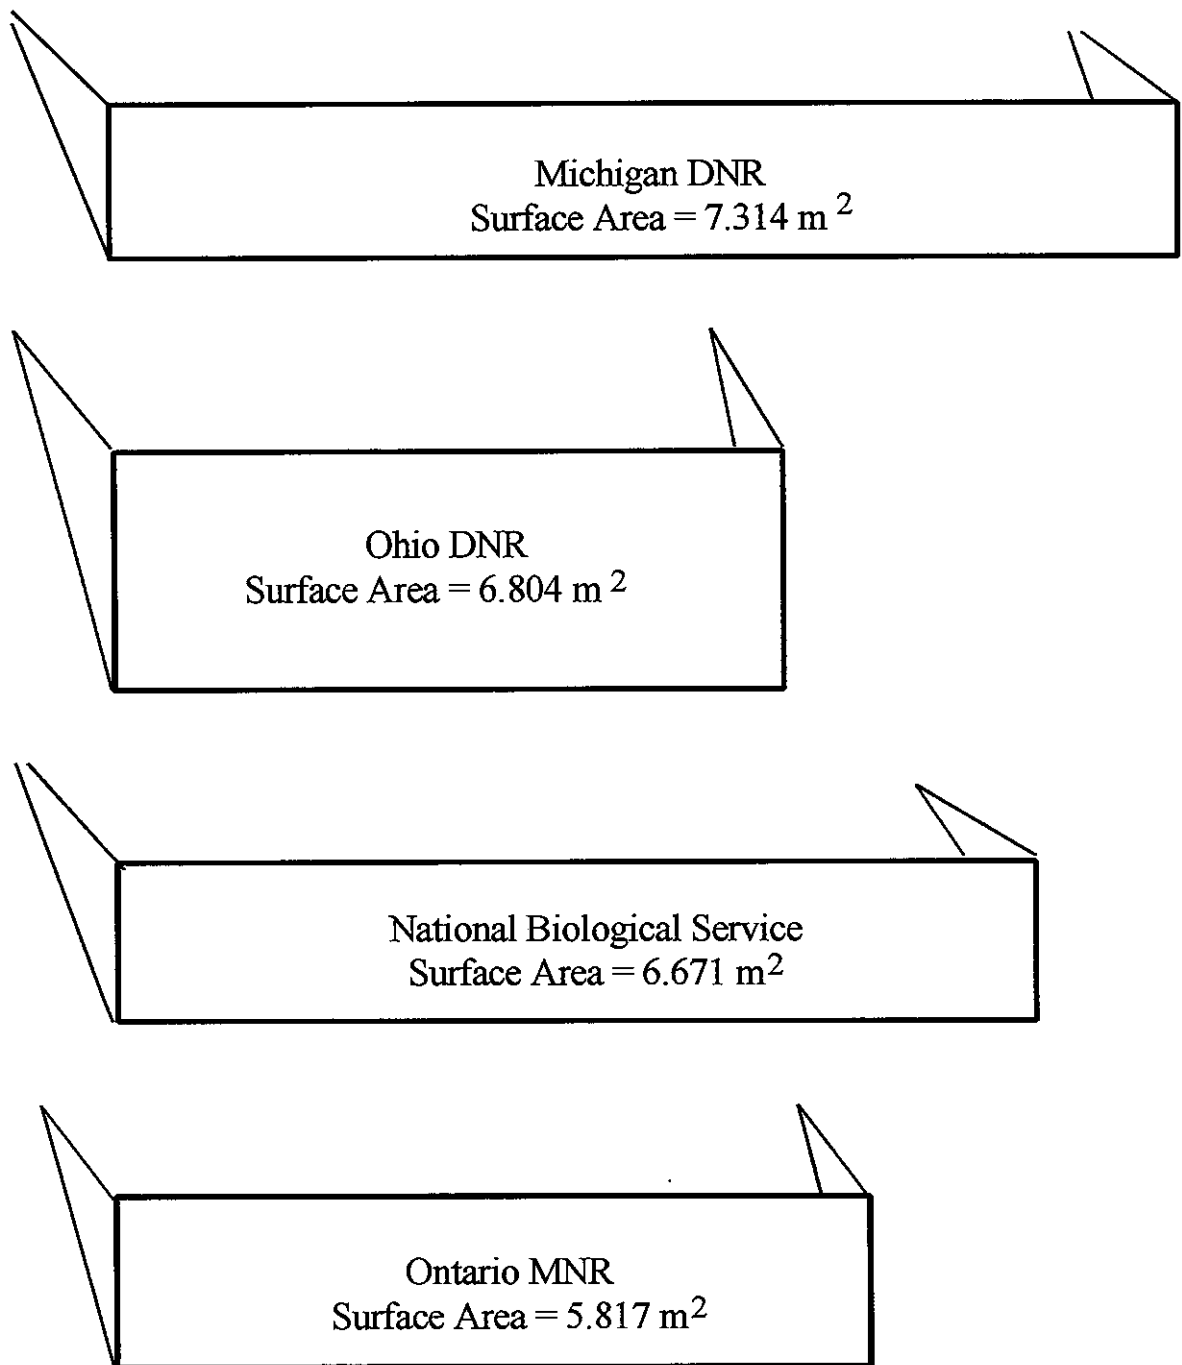 Michigan DNR
Surface Area = 7.314 m 2
Ohio DNR
Surface Area = 6.804 m 2
National Biological Service
Surface Area = 6.671 m2
Ontario MNR
Surface Area = 5.817 m2